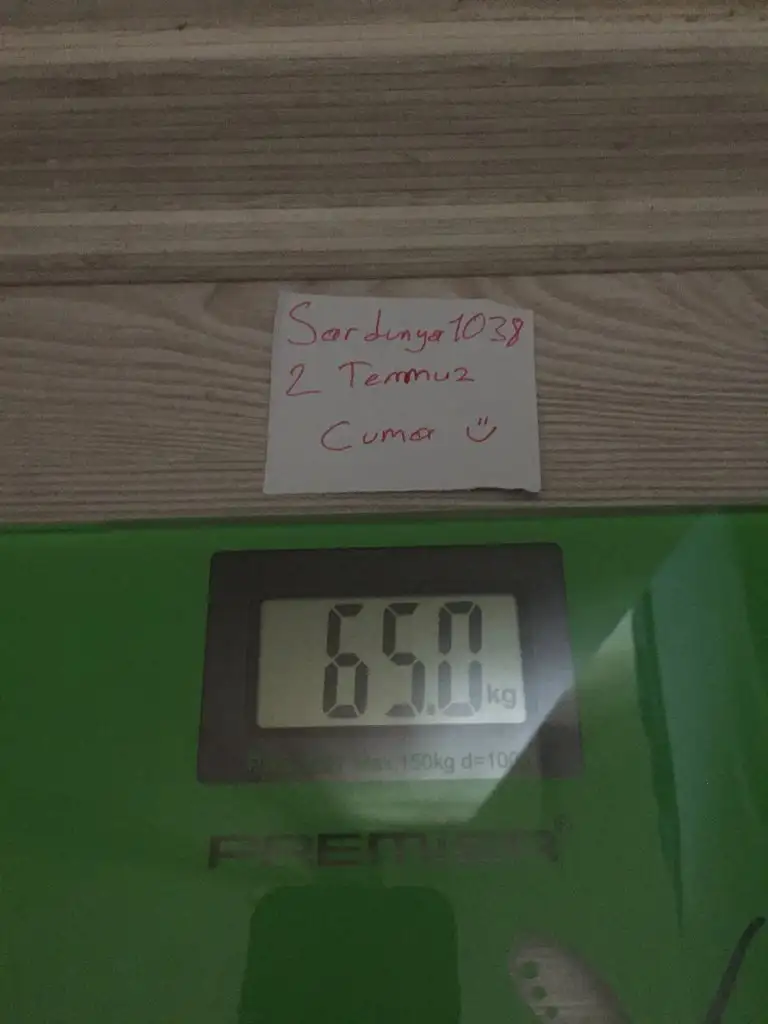 Sardunya1038
2 Temmuz
Cuma
65.0 kg
Max 150kg d=100
PREMIER